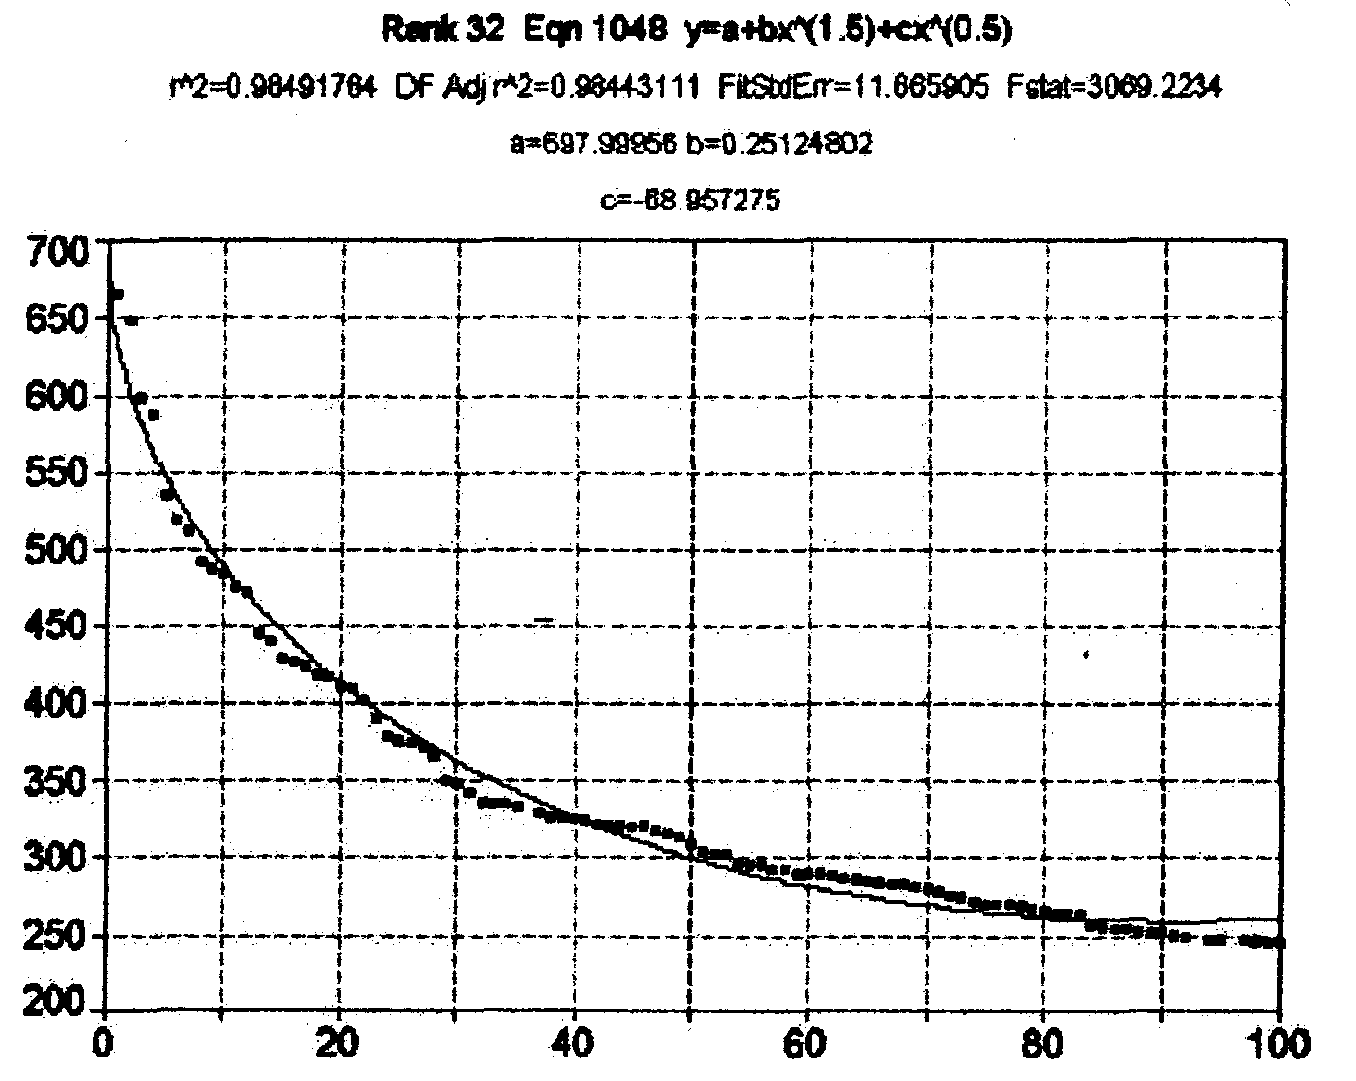 Rank 32 Eqn 1048 y=a+bx^(1.5)+cx^(0.5)
r^2=0.98491764 DF Adj r^2=0.98443111 FitStdErr=11.665905 Fstat=3069.2234
a=697.99956 b=0.25124802
c=-68.957275
700
650
600
550
500
450
400
350
300
250
200
0 20 40 60 80 100